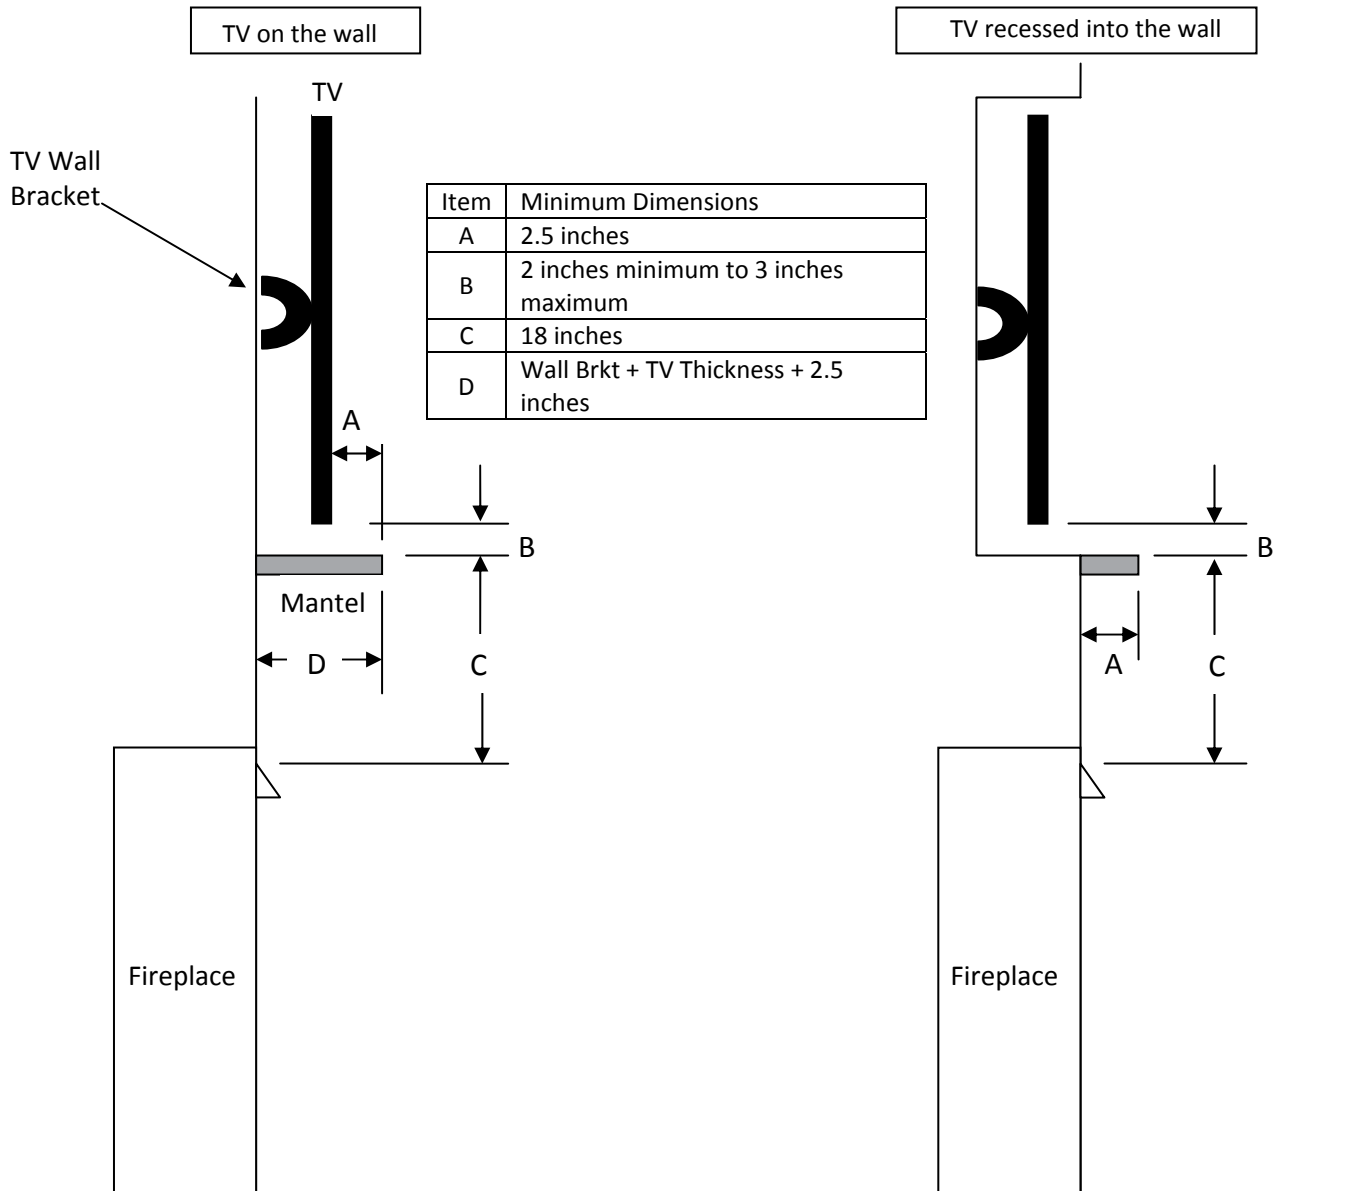 TV on the wall
TV recessed into the wall
TV
TV Wall
Bracket
Item Minimum Dimensions
A 2.5 inches
B 2 inches minimum to 3 inches
maximum
C 18 inches
D Wall Brkt + TV Thickness + 2.5
inches
A
B
Mantel
D
C
Fireplace
B
A
C
Fireplace